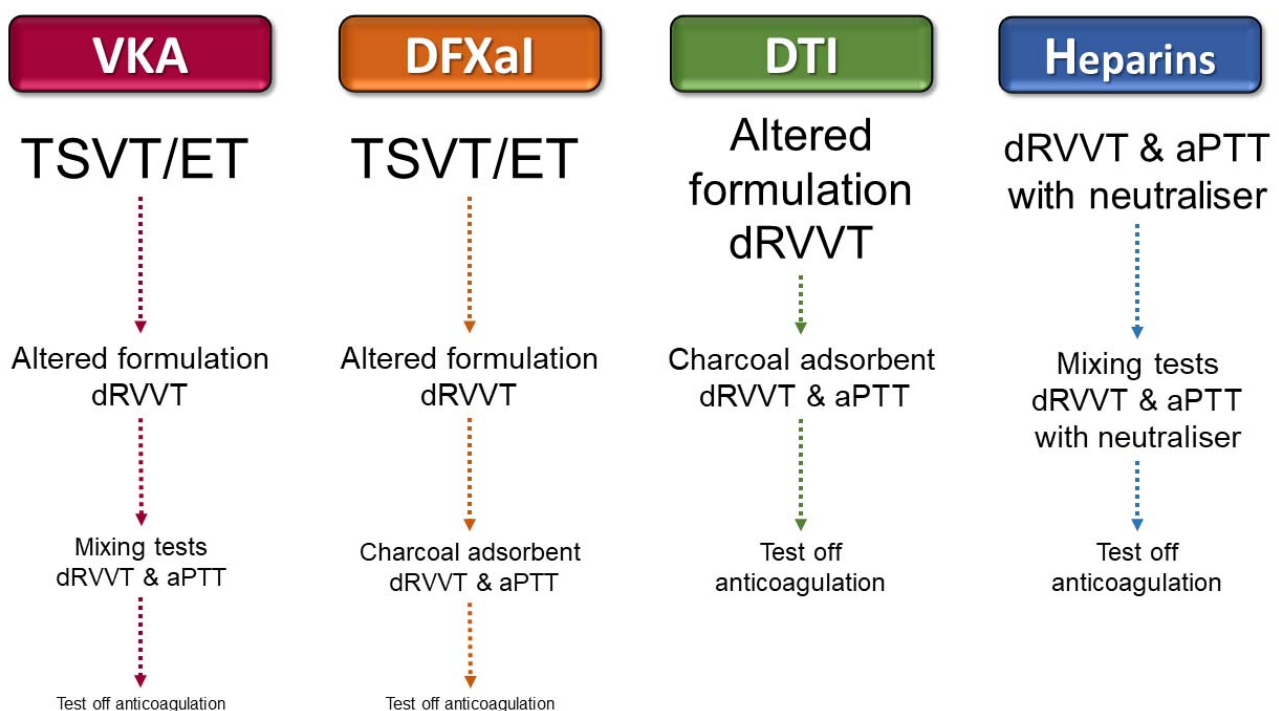 VKA
TSVT/ET
Altered formulation
dRVVT
Mixing tests
dRVVT & aPTT
Test off anticoagulation
DFXaI
TSVT/ET
Altered formulation
dRVVT
Charcoal adsorbent
dRVVT & aPTT
Test off anticoagulation
DTI
Altered
formulation
dRVVT
Charcoal adsorbent
dRVVT & aPTT
Test off
anticoagulation
Heparins
dRVVT & aPTT
with neutraliser
Mixing tests
dRVVT & aPTT
with neutraliser
Test off
anticoagulation